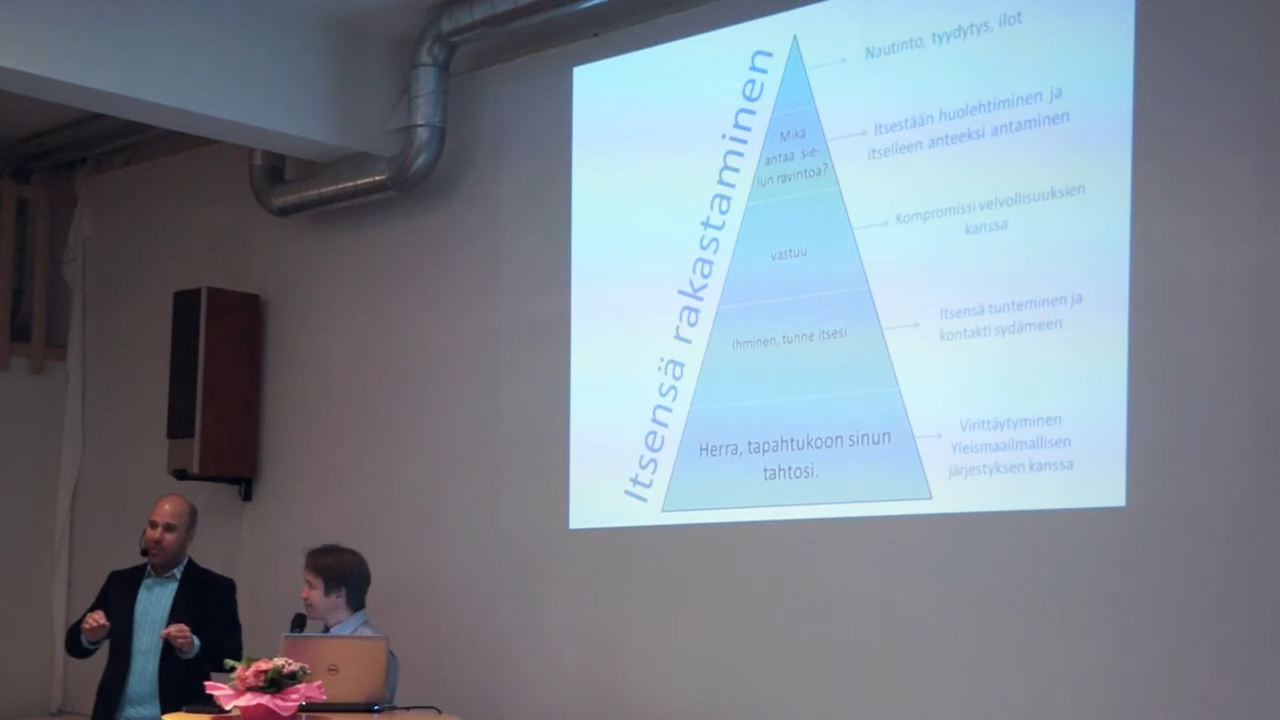 Itsensä rakastaminen
Nautinto, tyydytys, ilot
Mikä
antaa sie-
lun ravintoa?
Itsestään huolehtiminen ja
itselleen anteeksi antaminen
vastuu
Kompromissi velvollisuuksien
kanssa
Ihminen, tunne itsesi
Itsensä tunteminen ja
kontakti sydämeen
Herra, tapahtukoon sinun
tahtosi.
Virittäytyminen
Yleismaailmallisen
järjestyksen kanssa